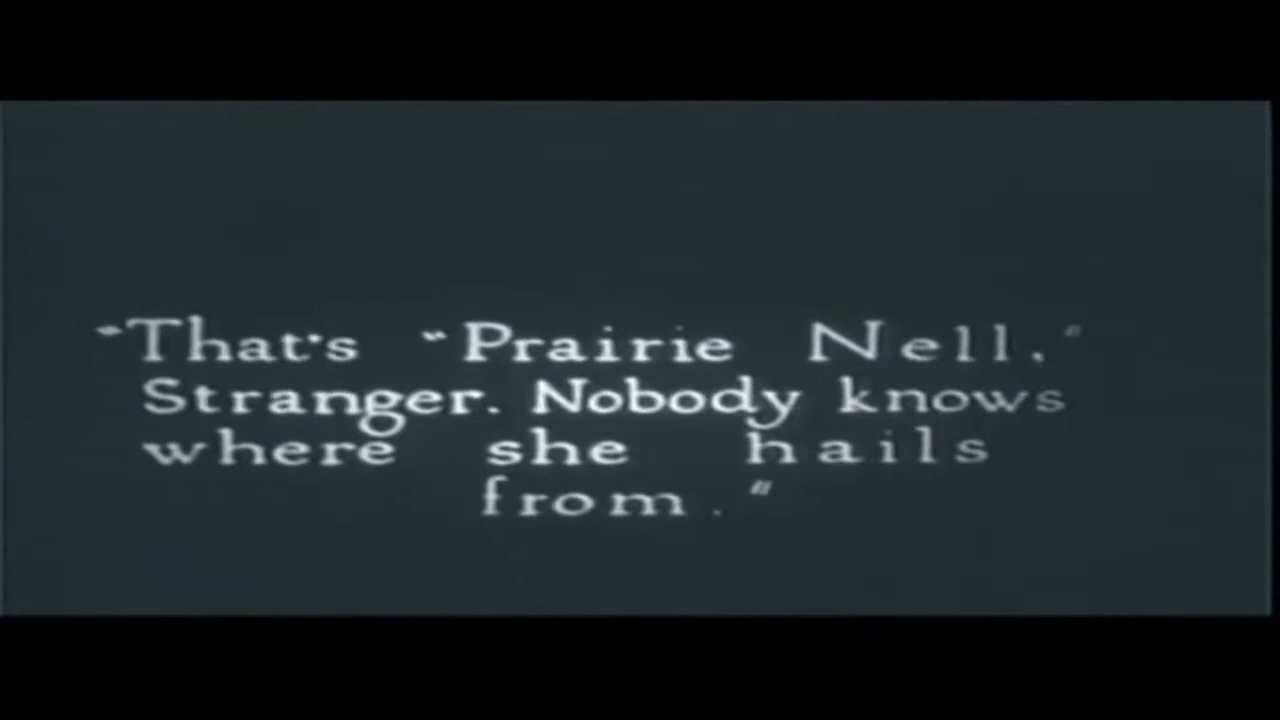 "That's "Prairie Nell,"
Stranger. Nobody knows
where she hails
from."